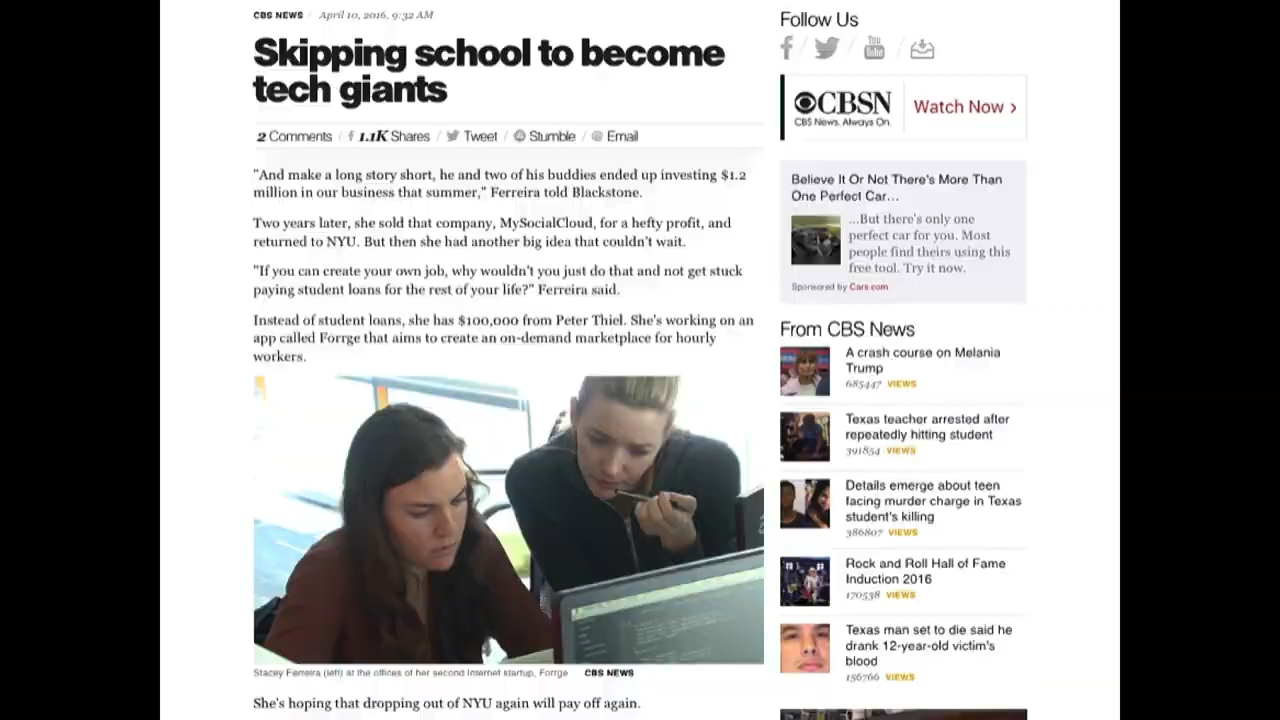 CBS NEWS / April 10, 2016, 9:32 AM
Skipping school to become
tech giants
2 Comments / f 1.1K Shares / Tweet / Stumble / @ Email
"And make a long story short, he and two of his buddies ended up investing $1.2
million in our business that summer," Ferreira told Blackstone.
Two years later, she sold that company, MySocialCloud, for a hefty profit, and
returned to NYU. But then she had another big idea that couldn't wait.
"If you can create your own job, why wouldn't you just do that and not get stuck
paying student loans for the rest of your life?" Ferreira said.
Instead of student loans, she has $100,000 from Peter Thiel. She's working on an
app called Forrge that aims to create an on-demand marketplace for hourly
workers.
Stacey Ferreira (left) at the offices of her second Internet startup, Forrge CBS NEWS
She's hoping that dropping out of NYU again will pay off again.
Follow Us
f / / You Tube /
CBSN
CBS News. Always On.
Watch Now >
Believe It Or Not There's More Than
One Perfect Car...
...But there's only one
perfect car for you. Most
people find theirs using this
free tool. Try it now.
Sponsored by Cars.com
From CBS News
A crash course on Melania
Trump
685447 VIEWS
Texas teacher arrested after
repeatedly hitting student
391854 VIEWS
Details emerge about teen
facing murder charge in Texas
student's killing
386807 VIEWS
Rock and Roll Hall of Fame
Induction 2016
170538 VIEWS
Texas man set to die said he
drank 12-year-old victim's
blood
156766 VIEWS